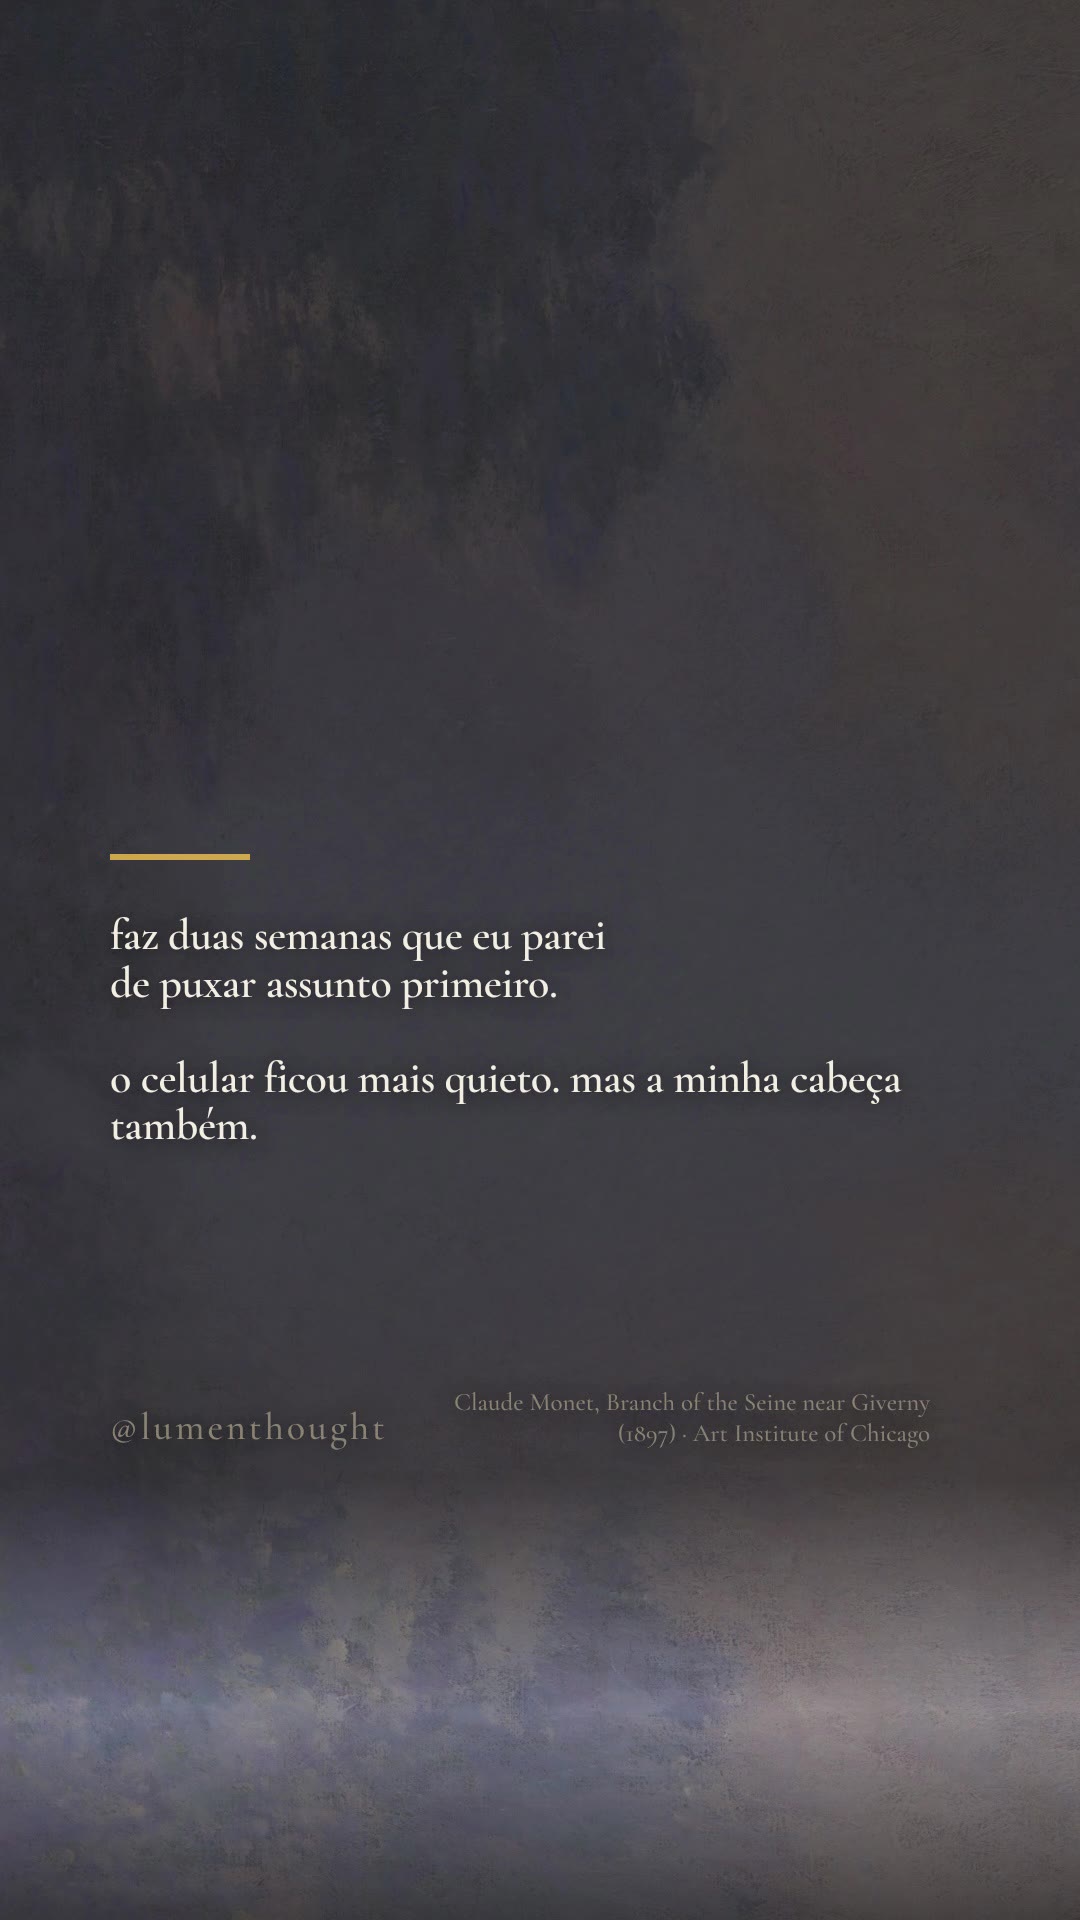 faz duas semanas que eu parei
de puxar assunto primeiro.
o celular ficou mais quieto. mas a minha cabeça
também.
@lumenthought
Claude Monet, Branch of the Seine near Giverny
(1897) · Art Institute of Chicago